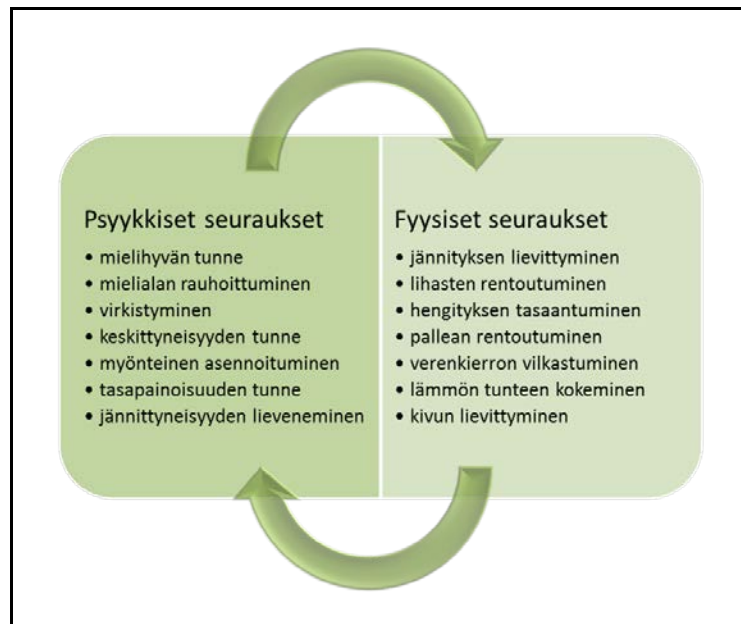 Psyykkiset seuraukset
• mielihyvän tunne
• mielialan rauhoittuminen
• virkistyminen
• keskittyneisyyden tunne
• myönteinen asennoituminen
• tasapainoisuuden tunne
• jännittyneisyyden lieveneminen
Fyysiset seuraukset
• jännityksen lievittyminen
• lihasten rentoutuminen
• hengityksen tasaantuminen
• pallean rentoutuminen
• verenkierron vilkastuminen
• lämmön tunteen kokeminen
• kivun lievittyminen